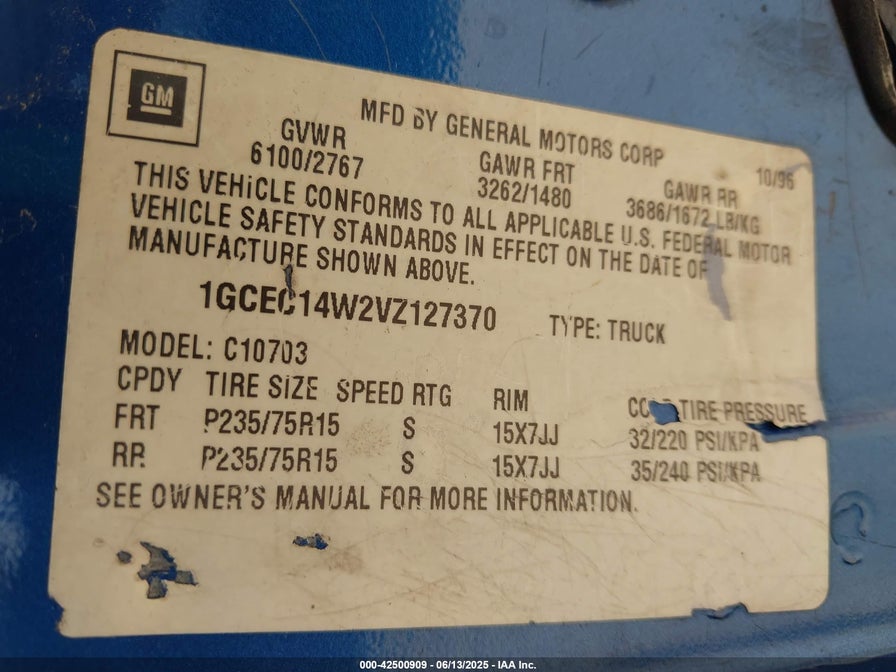 GM
MFD BY GENERAL MOTORS CORP 10/96
GVWR GAWR FRT GAWR RR
6100/2767 3262/1480 3686/1672 LB/KG
THIS VEHICLE CONFORMS TO ALL APPLICABLE U.S. FEDERAL MOTOR
VEHICLE SAFETY STANDARDS IN EFFECT ON THE DATE OF
MANUFACTURE SHOWN ABOVE.
1GCEC14W2VZ127370 TYPE: TRUCK
MODEL: C10703
CPDY TIRE SIZE SPEED RTG RIM TIRE PRESSURE
FRT P235/75R15 S 15X7JJ 32/220 PSI/KPA
RR P235/75R15 S 15X7JJ 35/240 PSI/KPA
SEE OWNER'S MANUAL FOR MORE INFORMATION.
000-42500909 - 06/13/2025 - IAA Inc.